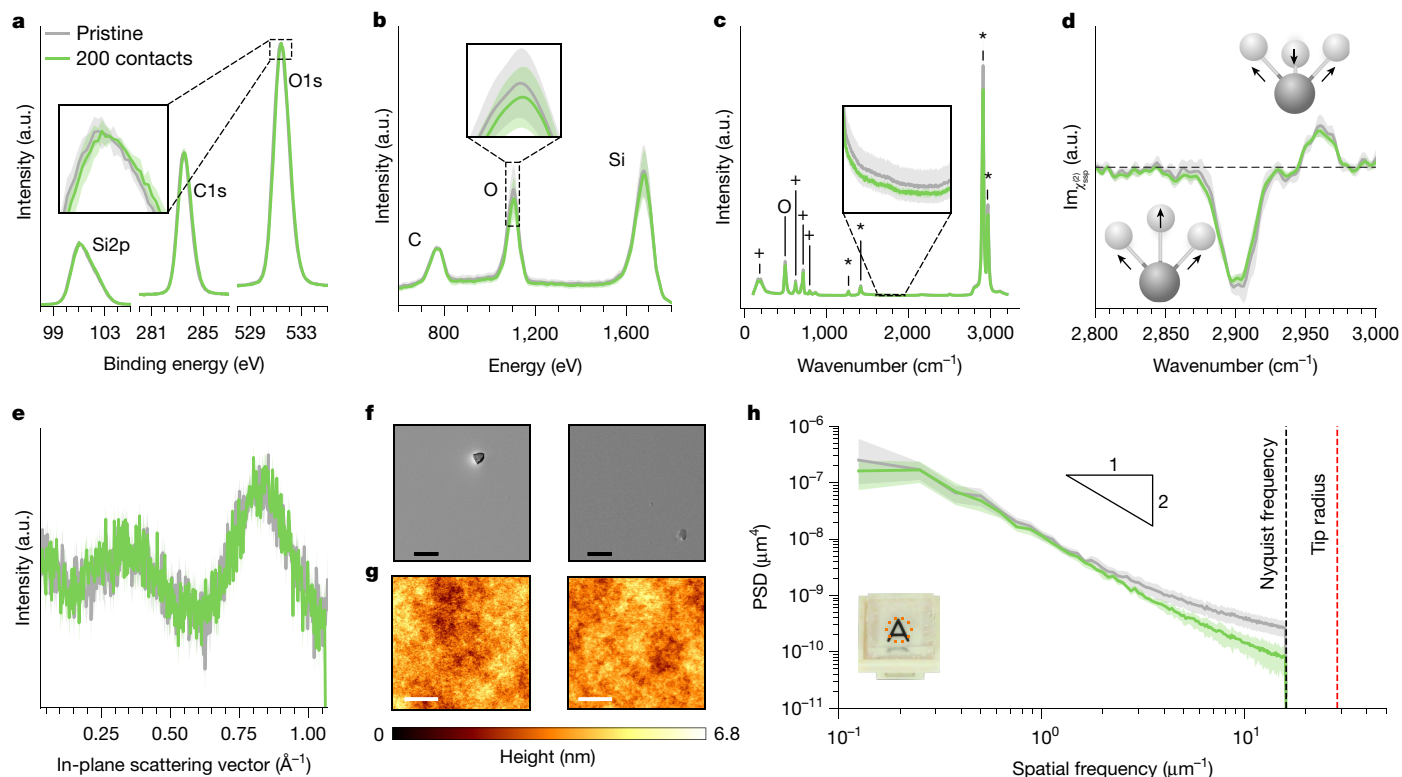 a
Pristine
200 contacts
O1s
C1s
Si2p
Intensity (a.u.)
99 103 281 285 529 533
Binding energy (eV)
b
Si
O
C
Intensity (a.u.)
800 1,200 1,600
Energy (eV)
c
*
*
+
O
+
+
+
*
*
Intensity (a.u.)
0 1,000 2,000 3,000
Wavenumber (cm−1)
d
Imχ(2)ssp (a.u.)
2,800 2,850 2,900 2,950 3,000
Wavenumber (cm−1)
e
Intensity (a.u.)
0.25 0.50 0.75 1.00
In-plane scattering vector (Å−1)
f
g
0 6.8
Height (nm)
h
10−6
10−7
10−8
10−9
10−10
10−11
PSD (μm4)
1
2
Nyquist frequency
Tip radius
A
10−1 100 101
Spatial frequency (μm−1)